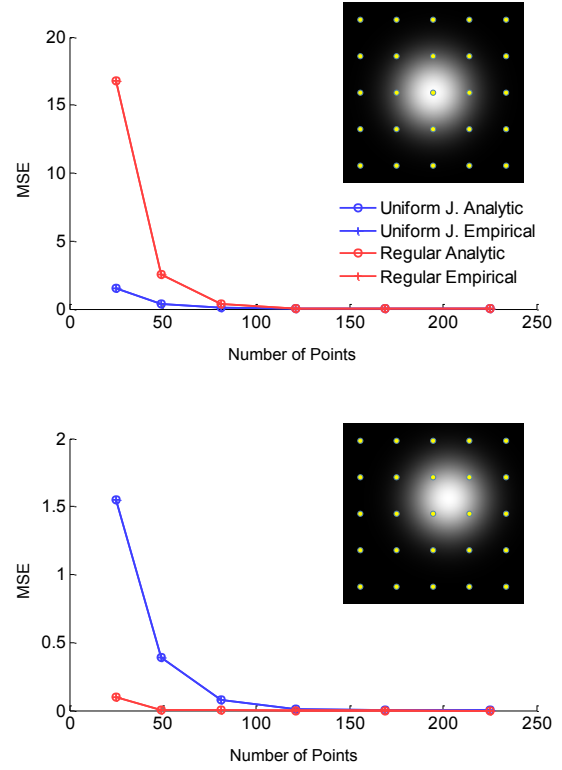 20
15
10
5
0
MSE
0 50 100 150 200 250
Number of Points
Uniform J. Analytic
Uniform J. Empirical
Regular Analytic
Regular Empirical
2
1.5
1
0.5
0
MSE
0 50 100 150 200 250
Number of Points